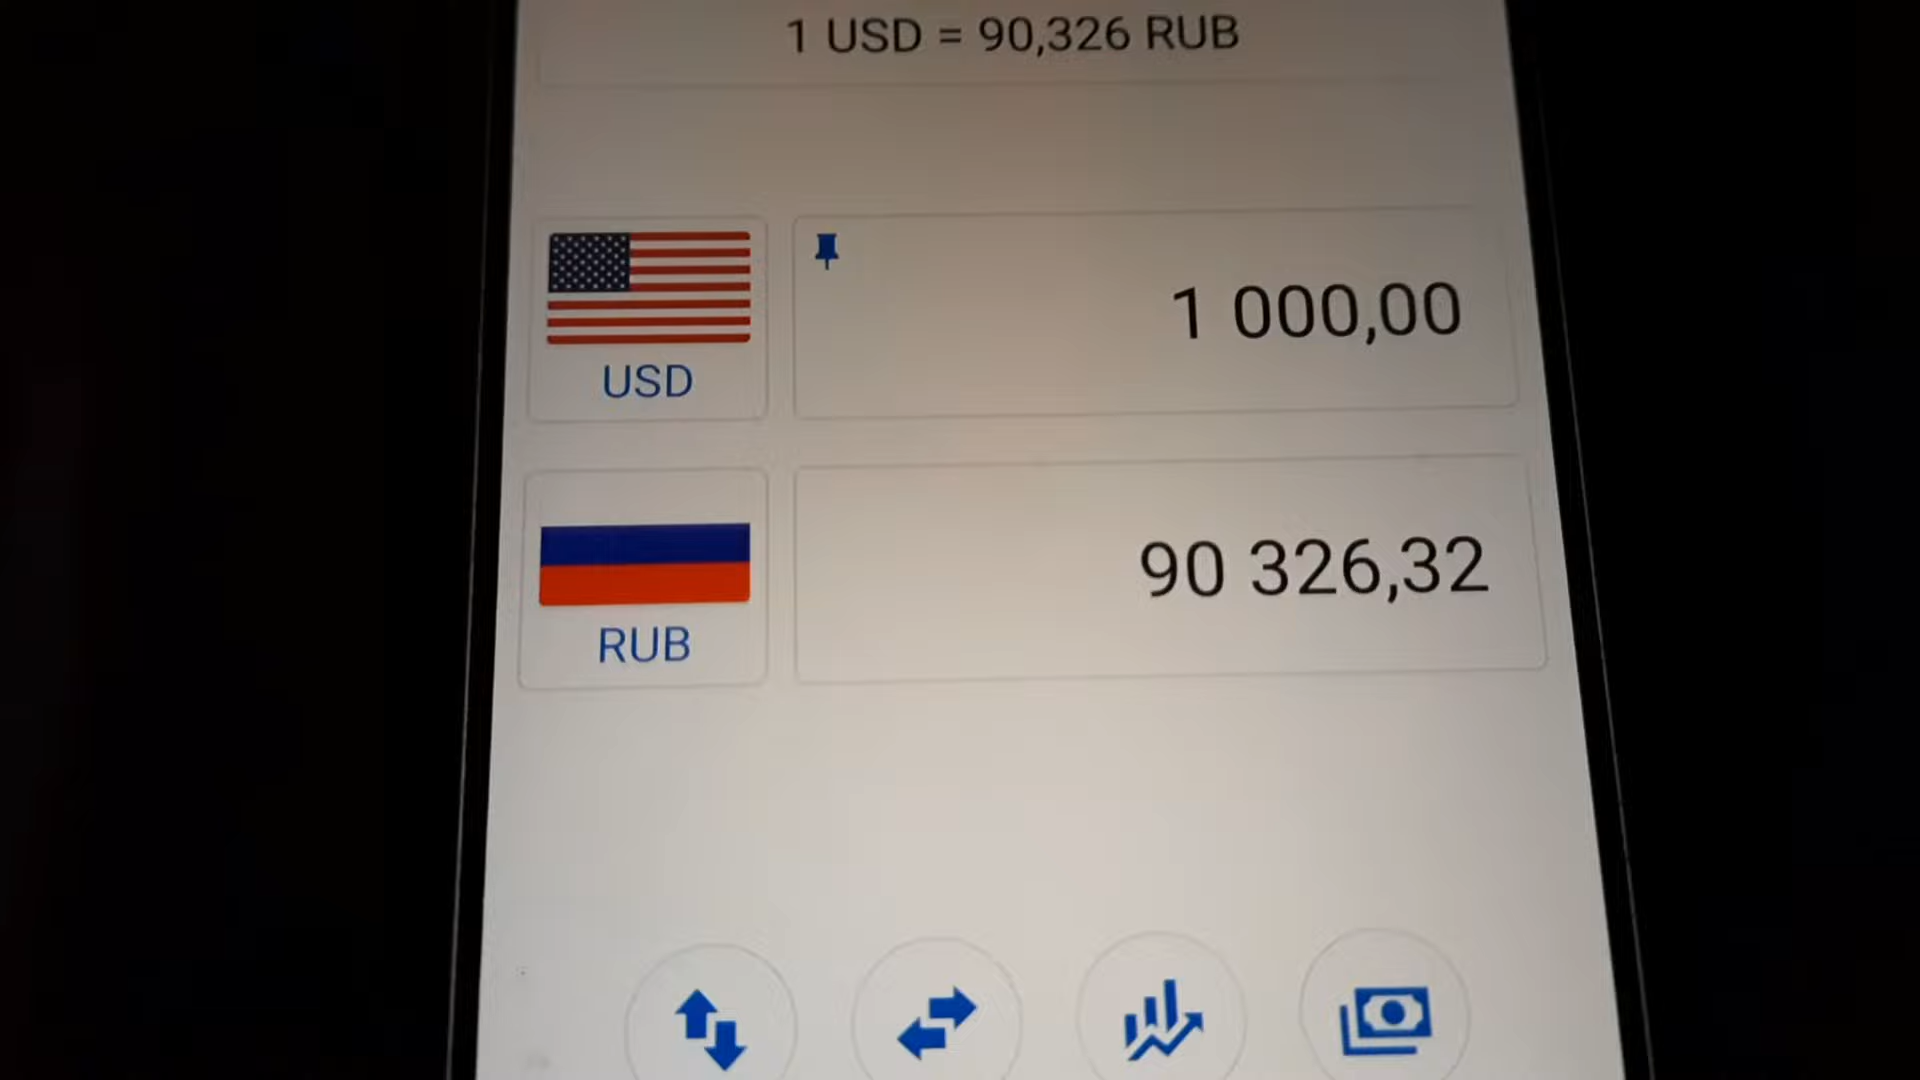 1 USD = 90,326 RUB
1 000,00
USD
90 326,32
RUB